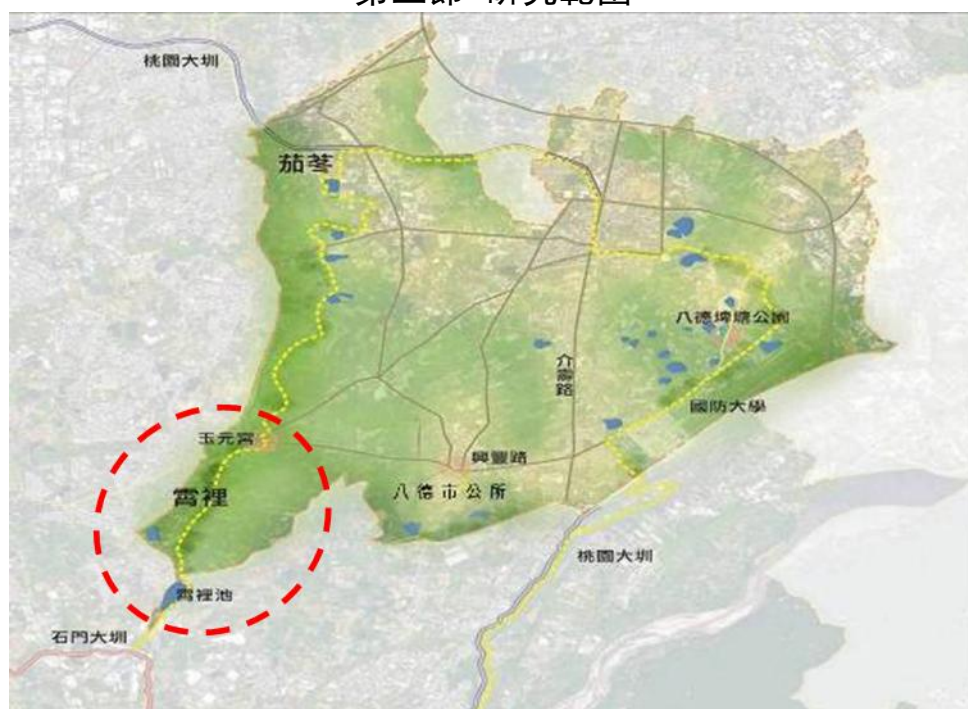 桃園大圳
茄苳
八德埤塘公園
介壽路
國防大學
玉元宮
興豐路
八德市公所
霄裡
桃園大圳
霄裡池
石門大圳